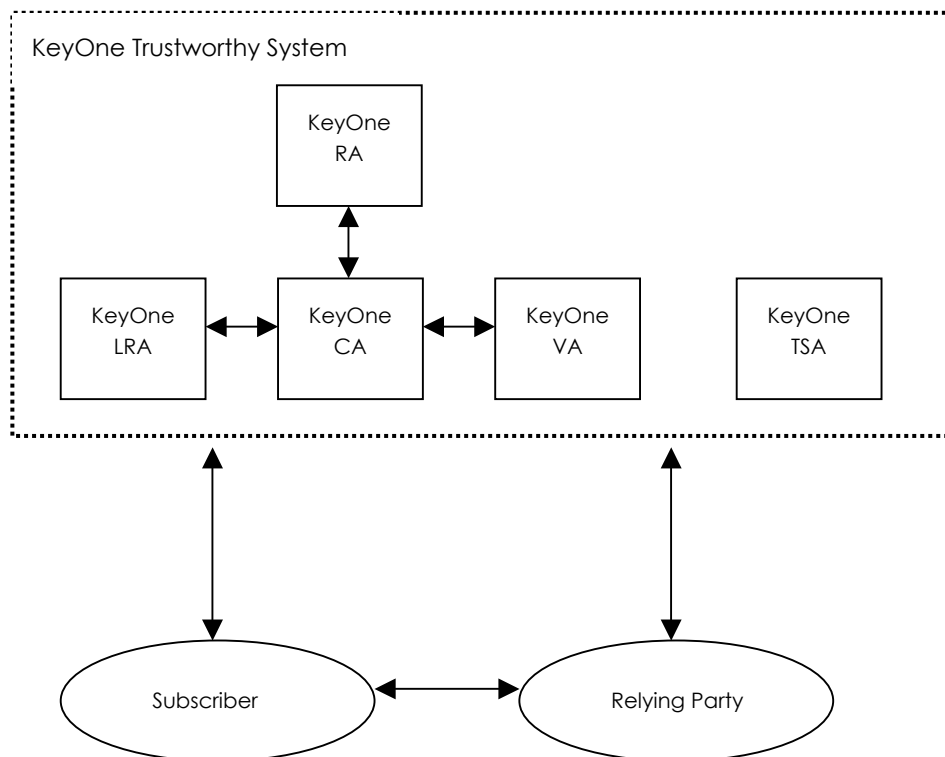 KeyOne Trustworthy System
KeyOne
RA
KeyOne
LRA
KeyOne
CA
KeyOne
VA
KeyOne
TSA
Subscriber
Relying Party